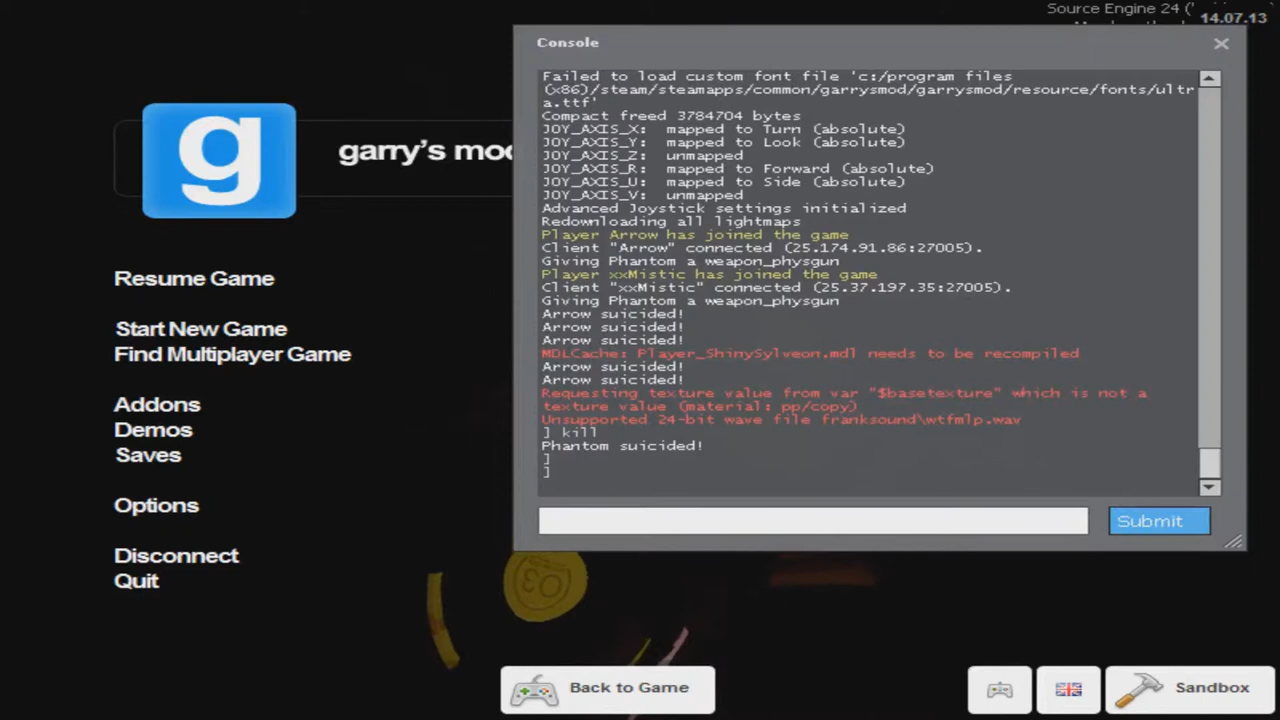 Source Engine 24 ('
14.07.13
Console
Failed to load custom font file 'c:/program files
(x86)/steam/steamapps/common/garrysmod/garrysmod/resource/fonts/ultr
a.ttf'
Compact freed 3784704 bytes
JOY_AXIS_X:  mapped to Turn (absolute)
JOY_AXIS_Y:  mapped to Look (absolute)
JOY_AXIS_Z:  unmapped
JOY_AXIS_R:  mapped to Forward (absolute)
JOY_AXIS_U:  mapped to Side (absolute)
JOY_AXIS_V:  unmapped
Advanced Joystick settings initialized
Redownloading all lightmaps
Player Arrow has joined the game
Client "Arrow" connected (25.174.91.86:27005).
Giving Phantom a weapon_physgun
Player xxMistic has joined the game
Client "xxMistic" connected (25.37.197.35:27005).
Giving Phantom a weapon_physgun
Arrow suicided!
Arrow suicided!
Arrow suicided!
MDLCache: Player_ShinySylveon.mdl needs to be recompiled
Arrow suicided!
Arrow suicided!
Requesting texture value from var "$basetexture" which is not a
texture value (material: pp/copy)
Unsupported 24-bit wave file franksound\wtfmlp.wav
] kill
Phantom suicided!
]
]
Submit
g
garry's mod
Resume Game
Start New Game
Find Multiplayer Game
Addons
Demos
Saves
Options
Disconnect
Quit
Back to Game
Sandbox